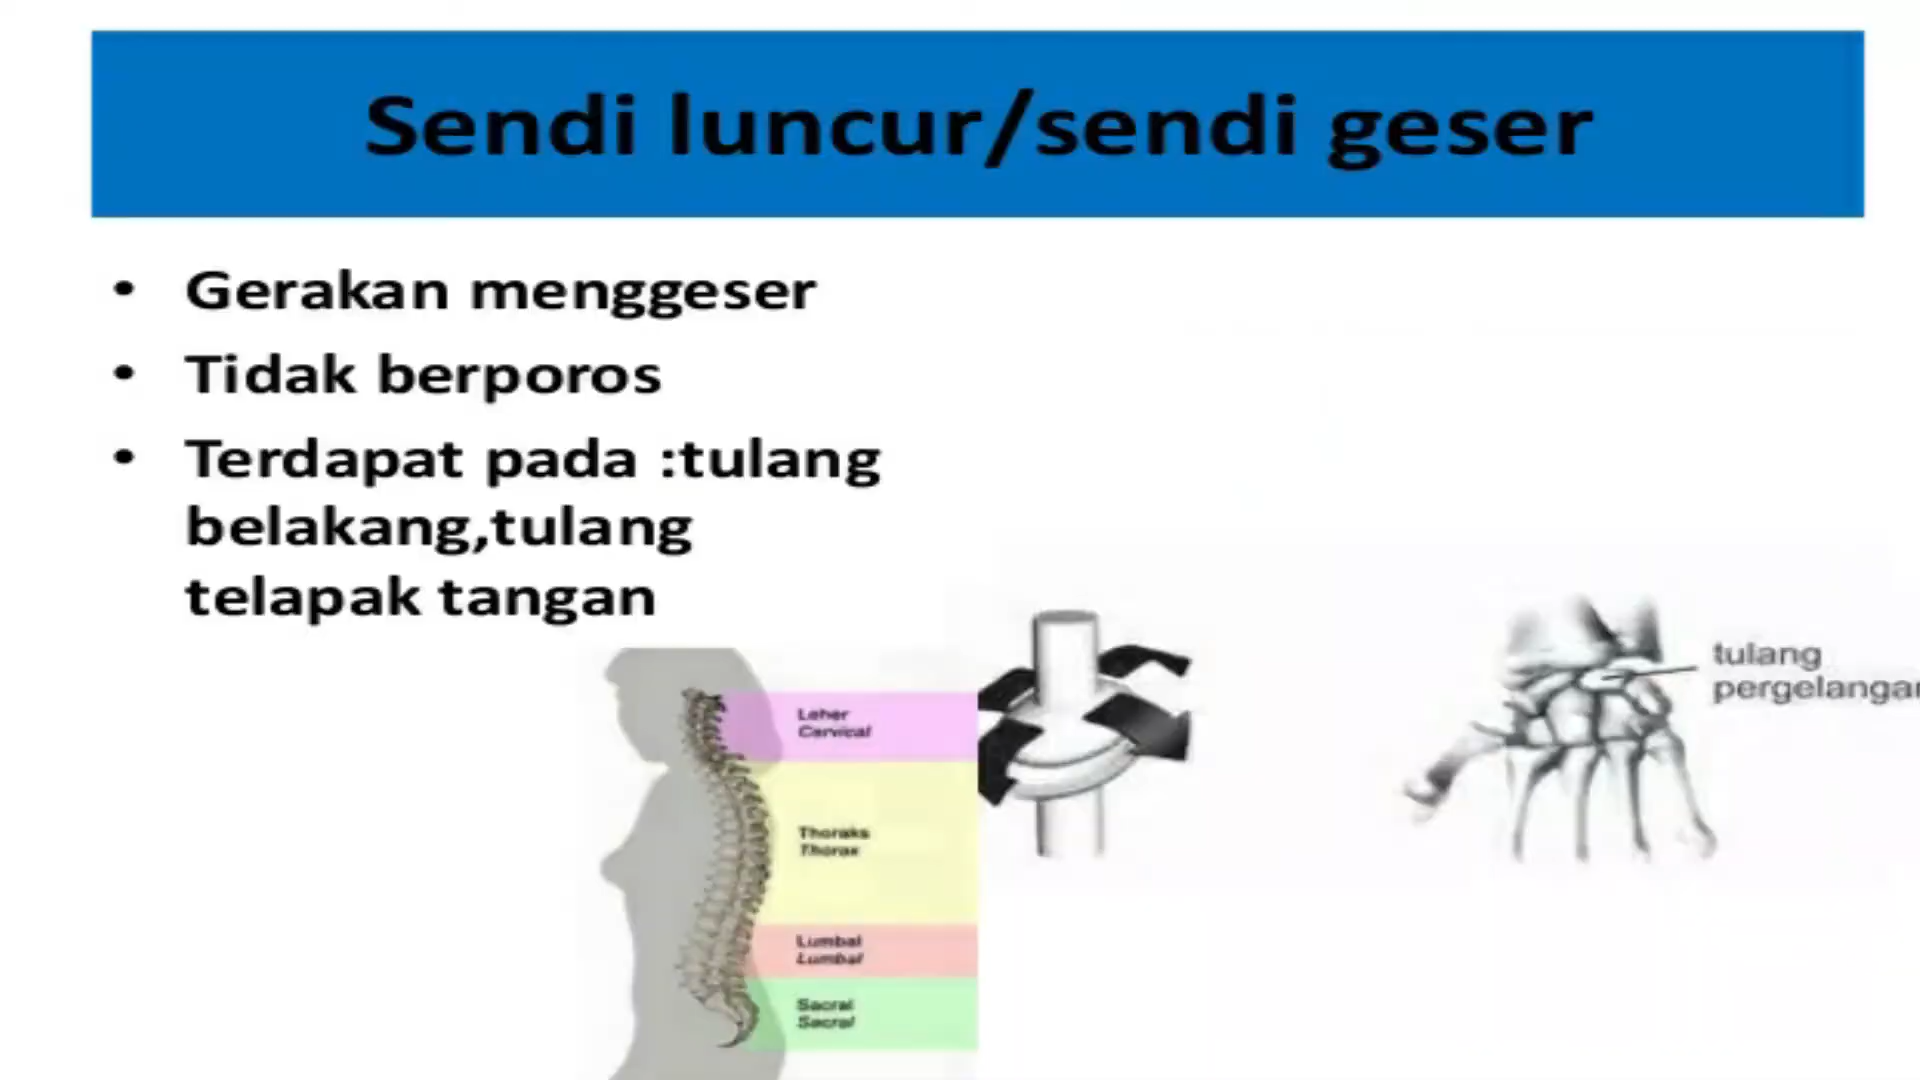 Sendi luncur/sendi geser
• Gerakan menggeser
• Tidak berporos
• Terdapat pada :tulang
belakang,tulang
telapak tangan
tulang
pergelangan
Leher
Cervical
Thoraks
Thorax
Lumbal
Lumbal
Sacral
Sacral